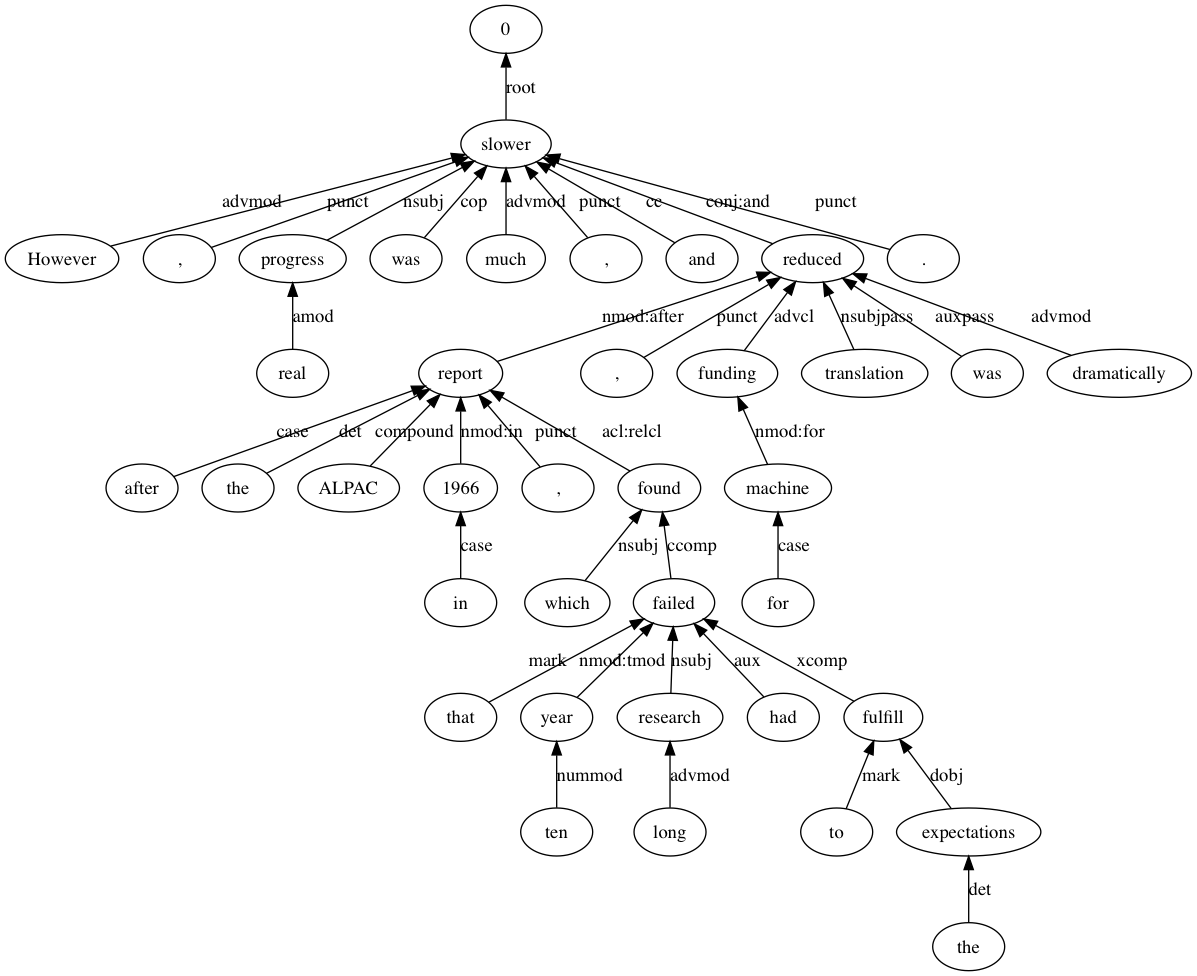 0
root
slower
advmod punct nsubj cop advmod punct cc conj:and punct
However , progress was much , and reduced .
amod nmod:after punct advcl nsubjpass auxpass advmod
real report , funding translation was dramatically
case det compound nmod:in punct acl:relcl nmod:for
after the ALPAC 1966 , found machine
case nsubj ccomp case
in which failed for
mark nmod:tmod nsubj aux xcomp
that year research had fulfill
nummod advmod mark dobj
ten long to expectations
det
the